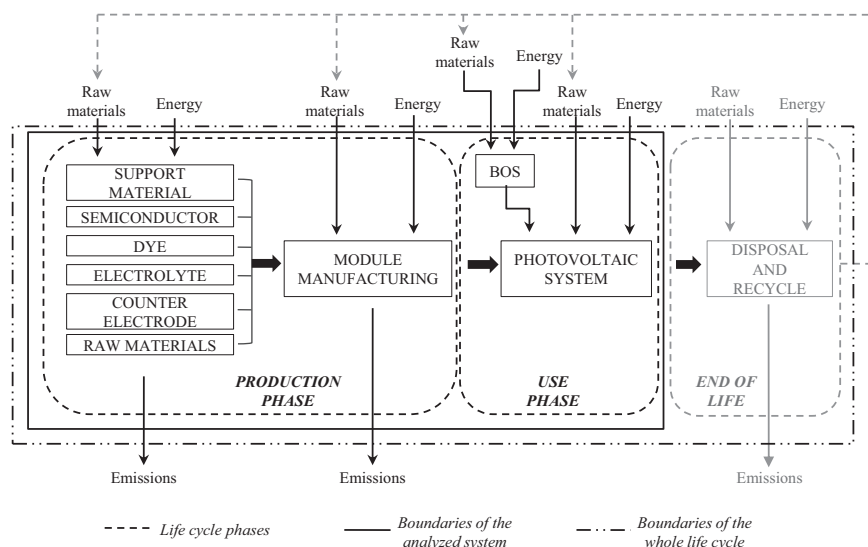 Raw
materials
Energy
Raw
materials
Energy
Raw
materials
Energy
Raw
materials
Energy
Raw
materials
Energy
SUPPORT
MATERIAL
SEMICONDUCTOR
DYE
ELECTROLYTE
COUNTER
ELECTRODE
RAW MATERIALS
MODULE
MANUFACTURING
BOS
PHOTOVOLTAIC
SYSTEM
DISPOSAL
AND
RECYCLE
PRODUCTION
PHASE
USE
PHASE
END OF
LIFE
Emissions
Emissions
Emissions
Life cycle phases
Boundaries of the
analyzed system
Boundaries of the
whole life cycle